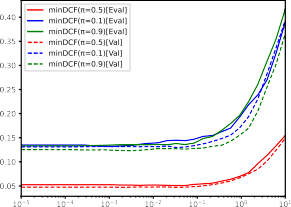 minDCF(π=0.5)[Eval]
minDCF(π=0.1)[Eval]
minDCF(π=0.9)[Eval]
minDCF(π=0.5)[Val]
minDCF(π=0.1)[Val]
minDCF(π=0.9)[Val]
0.40
0.35
0.30
0.25
0.20
0.15
0.10
0.05
10⁻⁵ 10⁻⁴ 10⁻³ 10⁻² 10⁻¹ 10⁰ 10¹